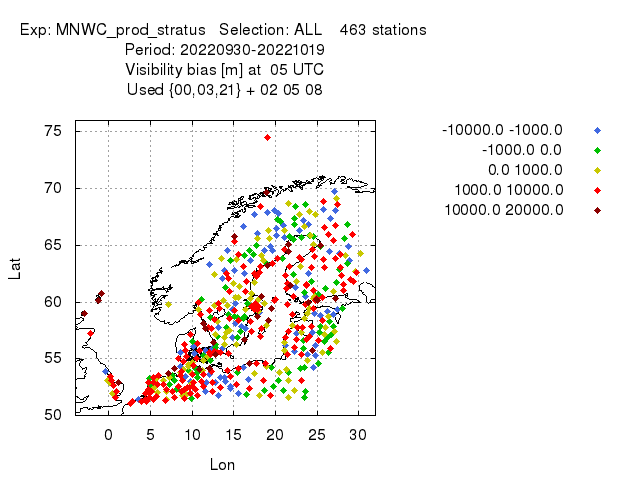 Exp: MNWC_prod_stratus Selection: ALL 463 stations
Period: 20220930-20221019
Visibility bias [m] at 05 UTC
Used {00,03,21} + 02 05 08
-10000.0 -1000.0
-1000.0 0.0
0.0 1000.0
1000.0 10000.0
10000.0 20000.0
75
70
65
60
55
50
Lat
0 5 10 15 20 25 30
Lon